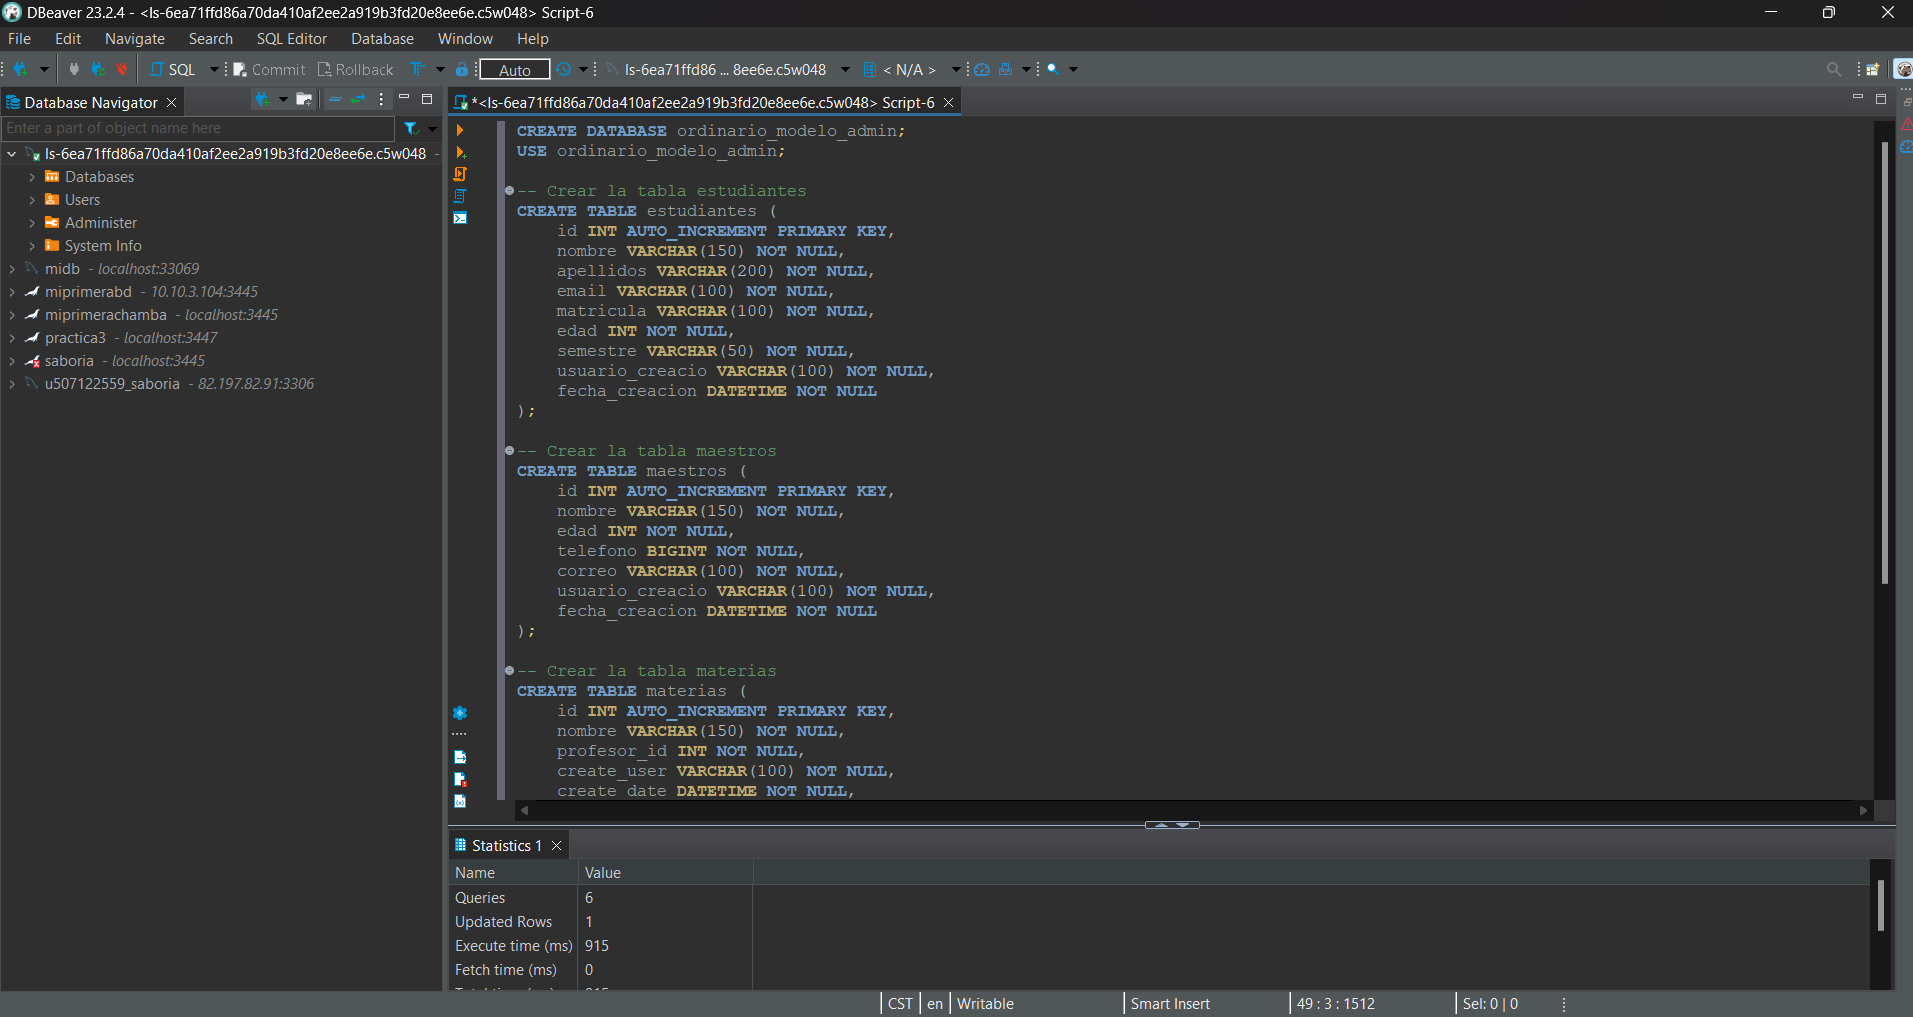 DBeaver 23.2.4 - <ls-6ea71ffd86a70da410af2ee2a919b3fd20e8ee6e.c5w048> Script-6
File Edit Navigate Search SQL Editor Database Window Help
SQL Commit Rollback Auto ls-6ea71ffd86 ... 8ee6e.c5w048 < N/A >
Database Navigator
Enter a part of object name here
ls-6ea71ffd86a70da410af2ee2a919b3fd20e8ee6e.c5w048 -
Databases
Users
Administer
System Info
midb - localhost:33069
miprimerabd - 10.10.3.104:3445
miprimerachamba - localhost:3445
practica3 - localhost:3447
saboria - localhost:3445
u507122559_saboria - 82.197.82.91:3306
*<ls-6ea71ffd86a70da410af2ee2a919b3fd20e8ee6e.c5w048> Script-6
CREATE DATABASE ordinario_modelo_admin;
USE ordinario_modelo_admin;
-- Crear la tabla estudiantes
CREATE TABLE estudiantes (
id INT AUTO_INCREMENT PRIMARY KEY,
nombre VARCHAR(150) NOT NULL,
apellidos VARCHAR(200) NOT NULL,
email VARCHAR(100) NOT NULL,
matricula VARCHAR(100) NOT NULL,
edad INT NOT NULL,
semestre VARCHAR(50) NOT NULL,
usuario_creacio VARCHAR(100) NOT NULL,
fecha_creacion DATETIME NOT NULL
);
-- Crear la tabla maestros
CREATE TABLE maestros (
id INT AUTO_INCREMENT PRIMARY KEY,
nombre VARCHAR(150) NOT NULL,
edad INT NOT NULL,
telefono BIGINT NOT NULL,
correo VARCHAR(100) NOT NULL,
usuario_creacio VARCHAR(100) NOT NULL,
fecha_creacion DATETIME NOT NULL
);
-- Crear la tabla materias
CREATE TABLE materias (
id INT AUTO_INCREMENT PRIMARY KEY,
nombre VARCHAR(150) NOT NULL,
profesor_id INT NOT NULL,
create_user VARCHAR(100) NOT NULL,
create_date DATETIME NOT NULL,
Statistics 1
Name Value
Queries 6
Updated Rows 1
Execute time (ms) 915
Fetch time (ms) 0
CST en Writable Smart Insert 49 : 3 : 1512 Sel: 0 | 0